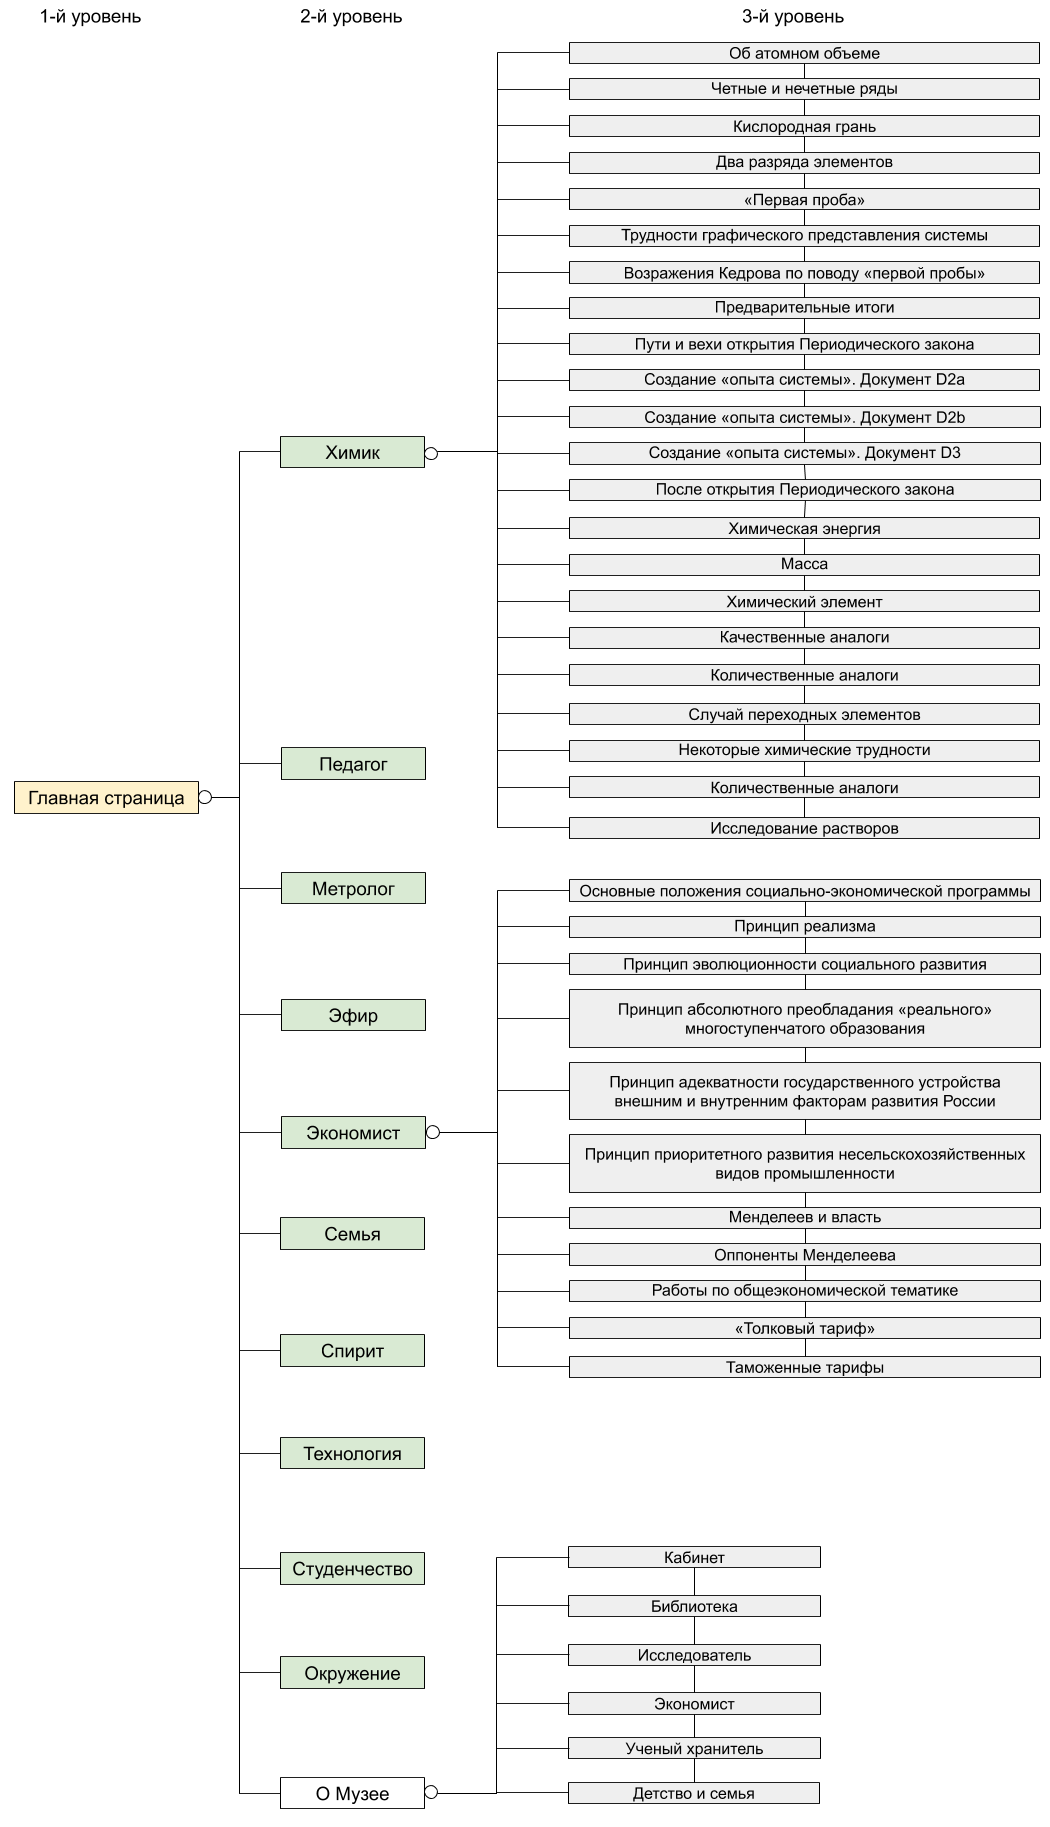 1-й уровень
2-й уровень
3-й уровень
Об атомном объеме
Четные и нечетные ряды
Кислородная грань
Два разряда элементов
«Первая проба»
Трудности графического представления системы
Возражения Кедрова по поводу «первой пробы»
Предварительные итоги
Пути и вехи открытия Периодического закона
Создание «опыта системы». Документ D2a
Создание «опыта системы». Документ D2b
Химик
Создание «опыта системы». Документ D3
После открытия Периодического закона
Химическая энергия
Масса
Химический элемент
Качественные аналоги
Количественные аналоги
Случай переходных элементов
Некоторые химические трудности
Педагог
Количественные аналоги
Главная страница
Исследование растворов
Метролог
Основные положения социально-экономической программы
Принцип реализма
Принцип эволюционности социального развития
Эфир
Принцип абсолютного преобладания «реального»
многоступенчатого образования
Принцип адекватности государственного устройства
внешним и внутренним факторам развития России
Экономист
Принцип приоритетного развития несельскохозяйственных
видов промышленности
Менделеев и власть
Семья
Оппоненты Менделеева
Работы по общеэкономической тематике
«Толковый тариф»
Спирит
Таможенные тарифы
Технология
Кабинет
Студенчество
Библиотека
Исследователь
Окружение
Экономист
Ученый хранитель
О Музее
Детство и семья